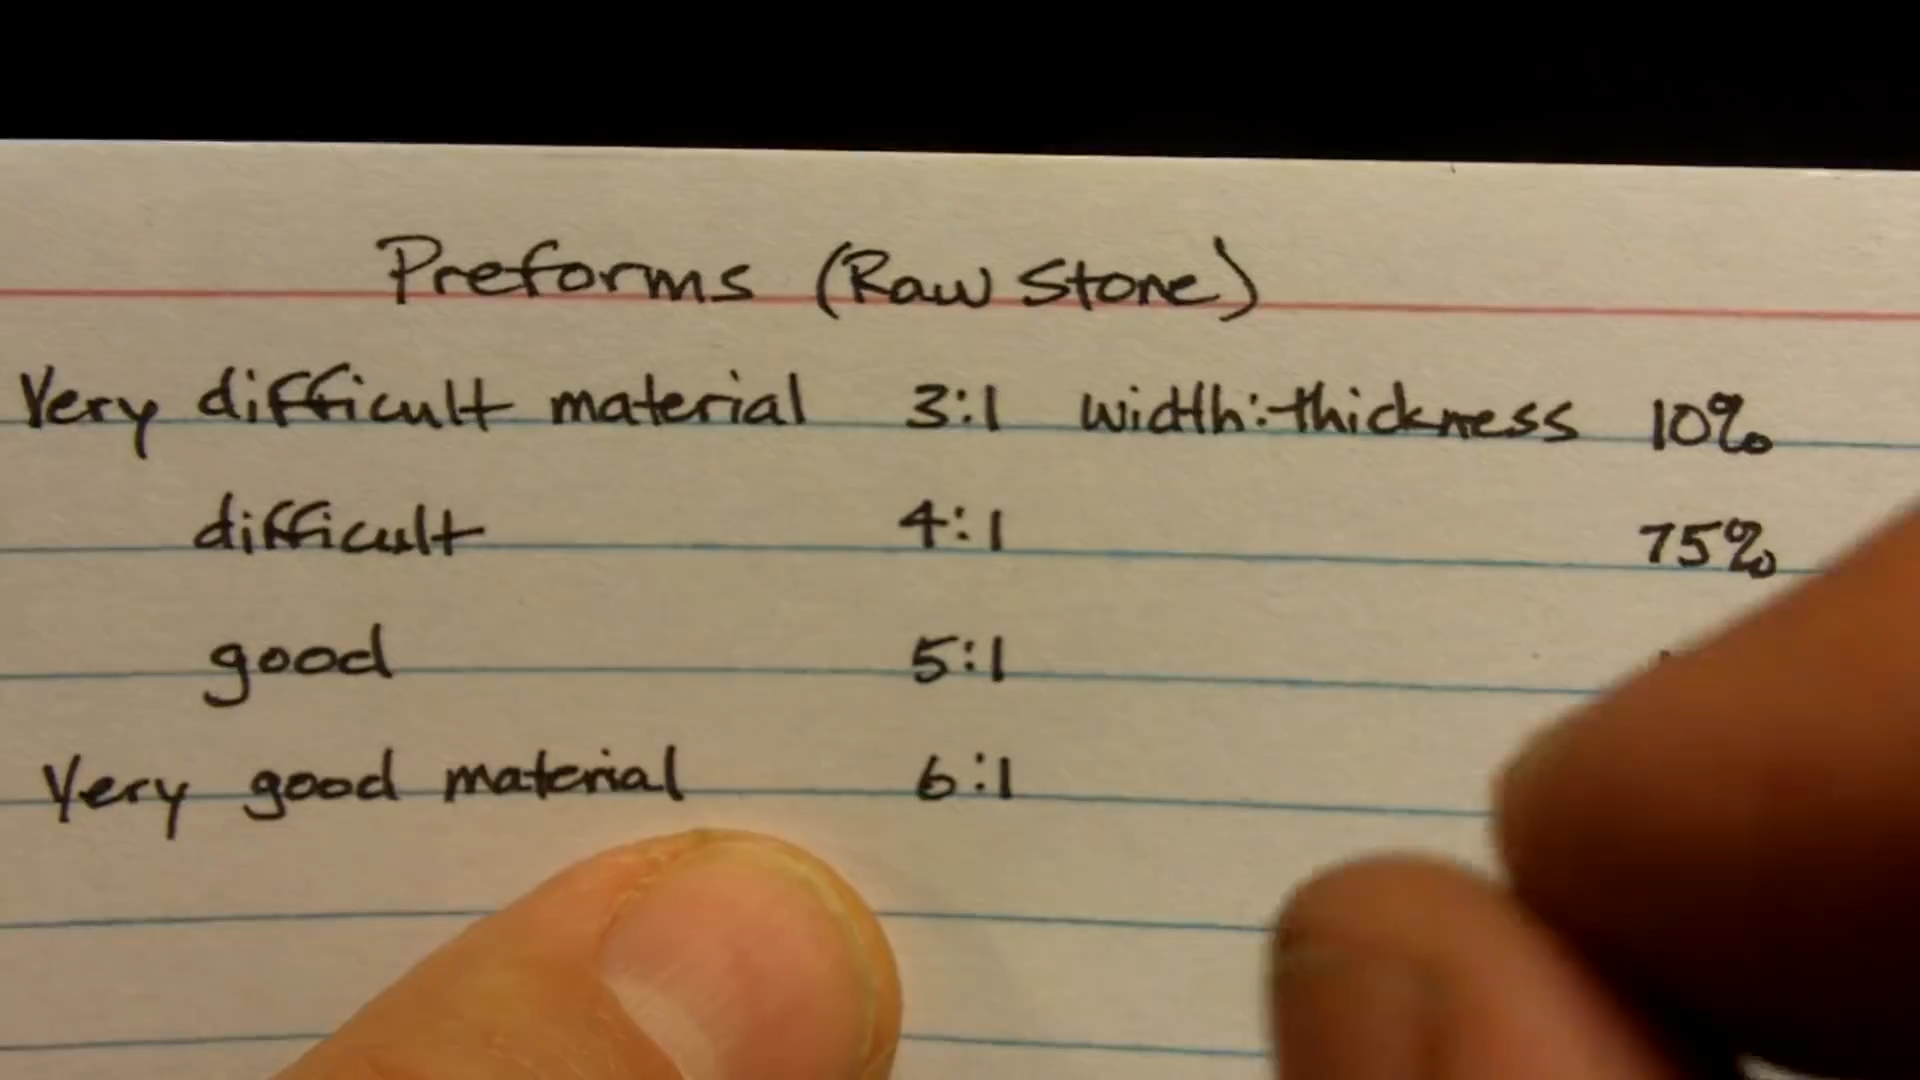 Preforms (Raw Stone)
Very difficult material 3:1 width:thickness 10%
difficult 4:1 75%
good 5:1
Very good material 6:1